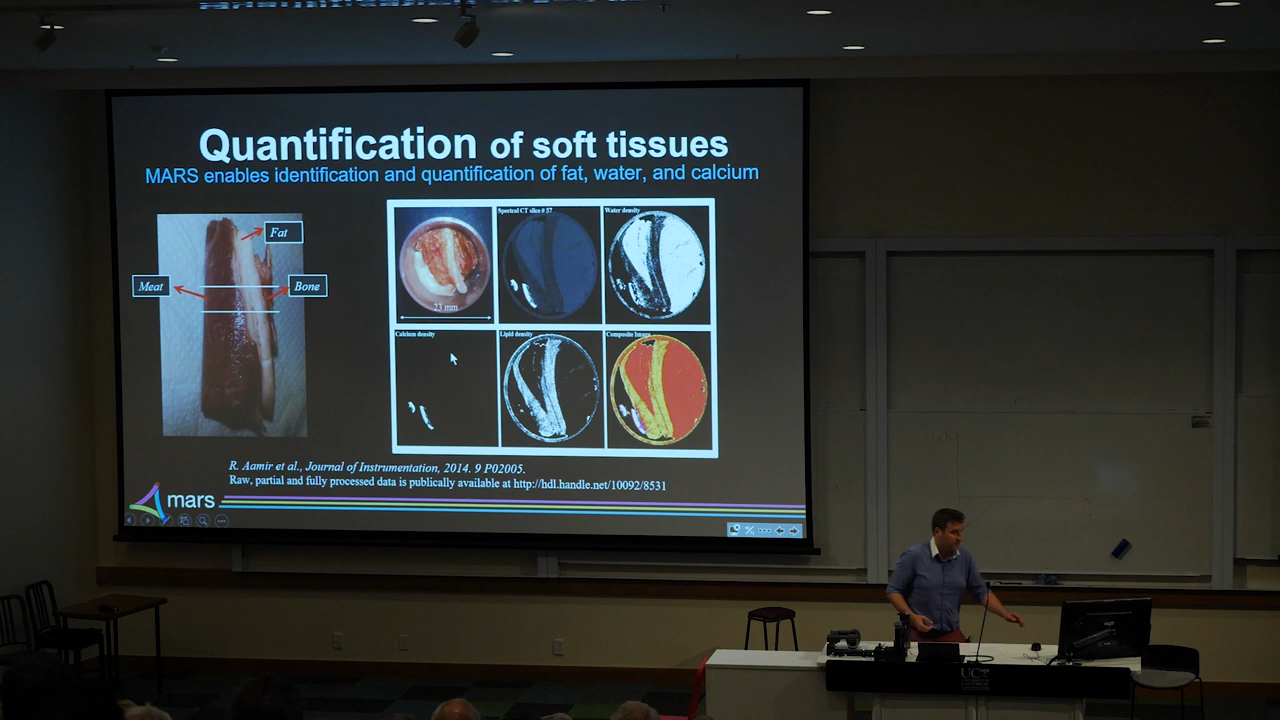 Quantification of soft tissues
MARS enables identification and quantification of fat, water, and calcium
Fat
Meat
Bone
Spectral CT slice # 57
Water density
23 mm
Calcium density
Lipid density
Composite Image
R. Aamir et al., Journal of Instrumentation, 2014. 9 P02005.
Raw, partial and fully processed data is publically available at http://hdl.handle.net/10092/8531
mars
UC